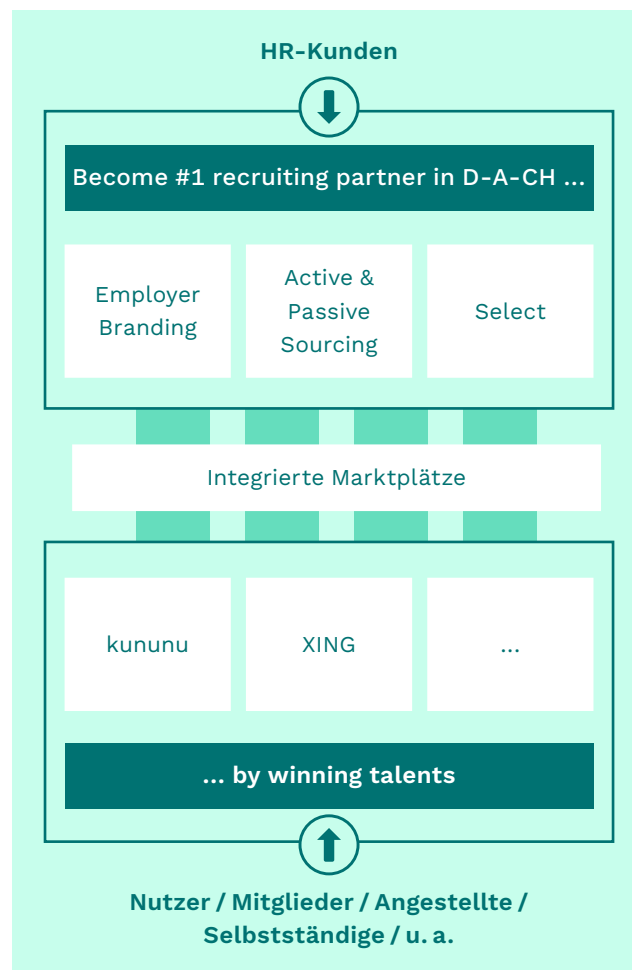 HR-Kunden
Become #1 recruiting partner in D-A-CH ...
Employer
Branding
Active &
Passive
Sourcing
Select
Integrierte Marktplätze
kununu
XING
...
... by winning talents
Nutzer / Mitglieder / Angestellte /
Selbstständige / u. a.